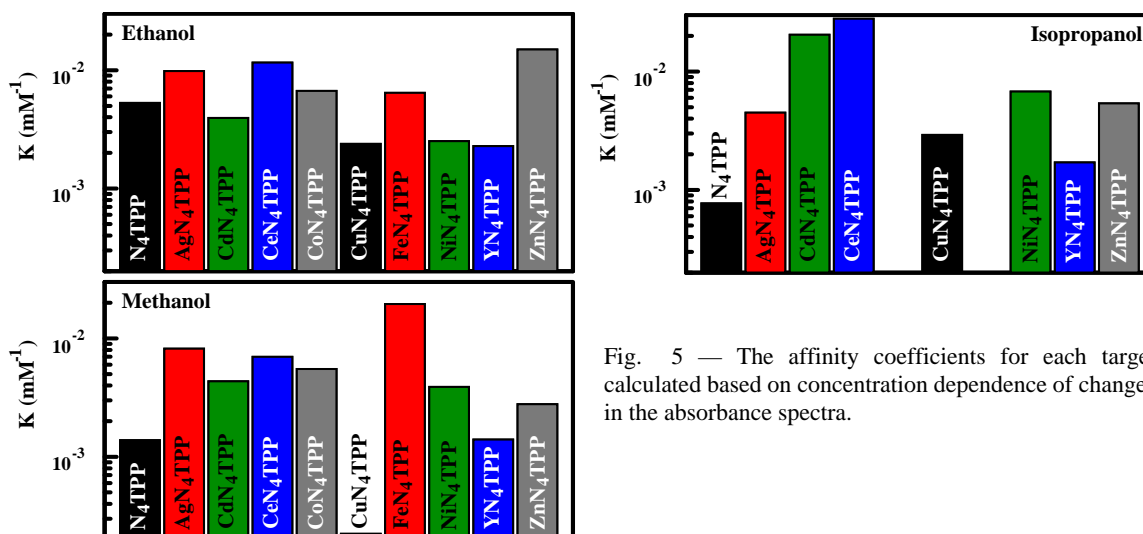 Ethanol
K (mM⁻¹)
10⁻²
10⁻³
N₄TPP
AgN₄TPP
CdN₄TPP
CeN₄TPP
CoN₄TPP
CuN₄TPP
FeN₄TPP
NiN₄TPP
YN₄TPP
ZnN₄TPP
Methanol
K (mM⁻¹)
10⁻²
10⁻³
N₄TPP
AgN₄TPP
CdN₄TPP
CeN₄TPP
CoN₄TPP
CuN₄TPP
FeN₄TPP
NiN₄TPP
YN₄TPP
ZnN₄TPP
Isopropanol
K (mM⁻¹)
10⁻²
10⁻³
N₄TPP
AgN₄TPP
CdN₄TPP
CeN₄TPP
CuN₄TPP
NiN₄TPP
YN₄TPP
ZnN₄TPP
Fig. 5 — The affinity coefficients for each targe
calculated based on concentration dependence of change
in the absorbance spectra.